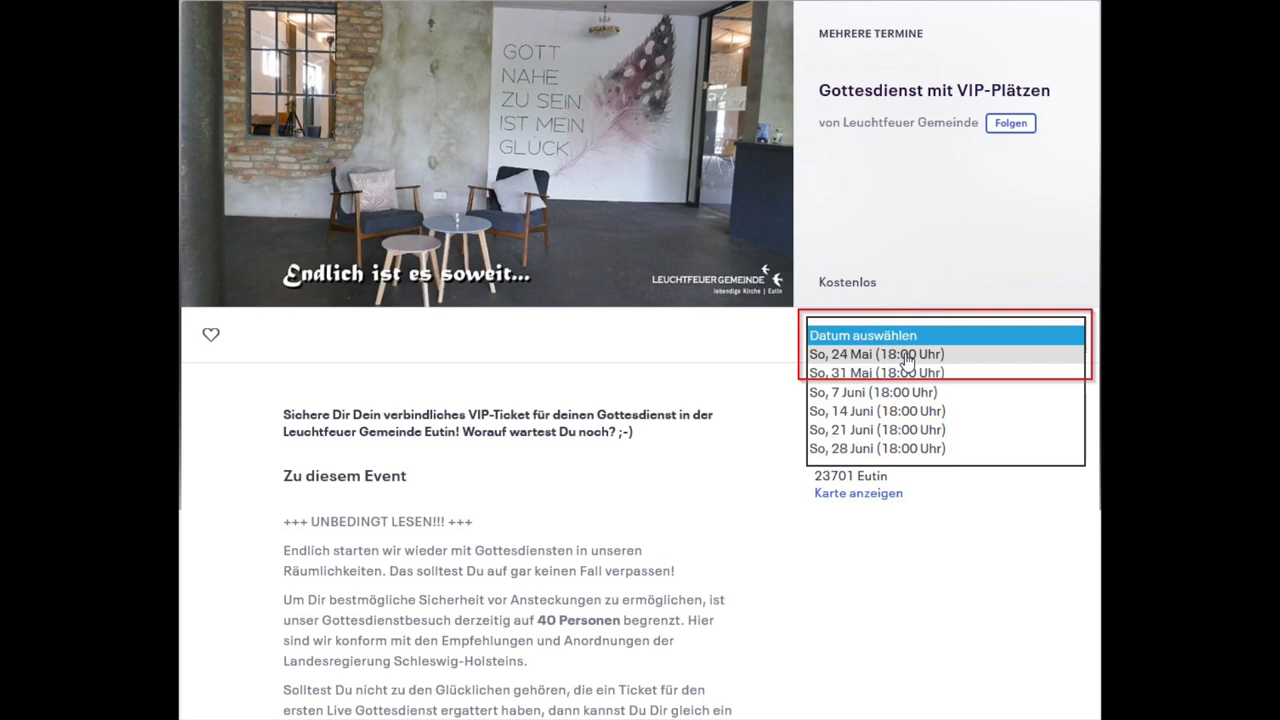 GOTT
NAHE
ZU SEIN,
IST MEIN
GLÜCK.
Endlich ist es soweit...
LEUCHTFEUER GEMEINDE
lebendige Kirche | Eutin
MEHRERE TERMINE
Gottesdienst mit VIP-Plätzen
von Leuchtfeuer Gemeinde Folgen
Kostenlos
Datum auswählen
So, 24 Mai (18:00 Uhr)
So, 31 Mai (18:00 Uhr)
So, 7 Juni (18:00 Uhr)
So, 14 Juni (18:00 Uhr)
So, 21 Juni (18:00 Uhr)
So, 28 Juni (18:00 Uhr)
23701 Eutin
Karte anzeigen
Sichere Dir Dein verbindliches VIP-Ticket für deinen Gottesdienst in der
Leuchtfeuer Gemeinde Eutin! Worauf wartest Du noch? ;-)
Zu diesem Event
+++ UNBEDINGT LESEN!!! +++
Endlich starten wir wieder mit Gottesdiensten in unseren
Räumlichkeiten. Das solltest Du auf gar keinen Fall verpassen!
Um Dir bestmögliche Sicherheit vor Ansteckungen zu ermöglichen, ist
unser Gottesdienstbesuch derzeitig auf 40 Personen begrenzt. Hier
sind wir konform mit den Empfehlungen und Anordnungen der
Landesregierung Schleswig-Holsteins.
Solltest Du nicht zu den Glücklichen gehören, die ein Ticket für den
ersten Live Gottesdienst ergattert haben, dann kannst Du Dir gleich ein